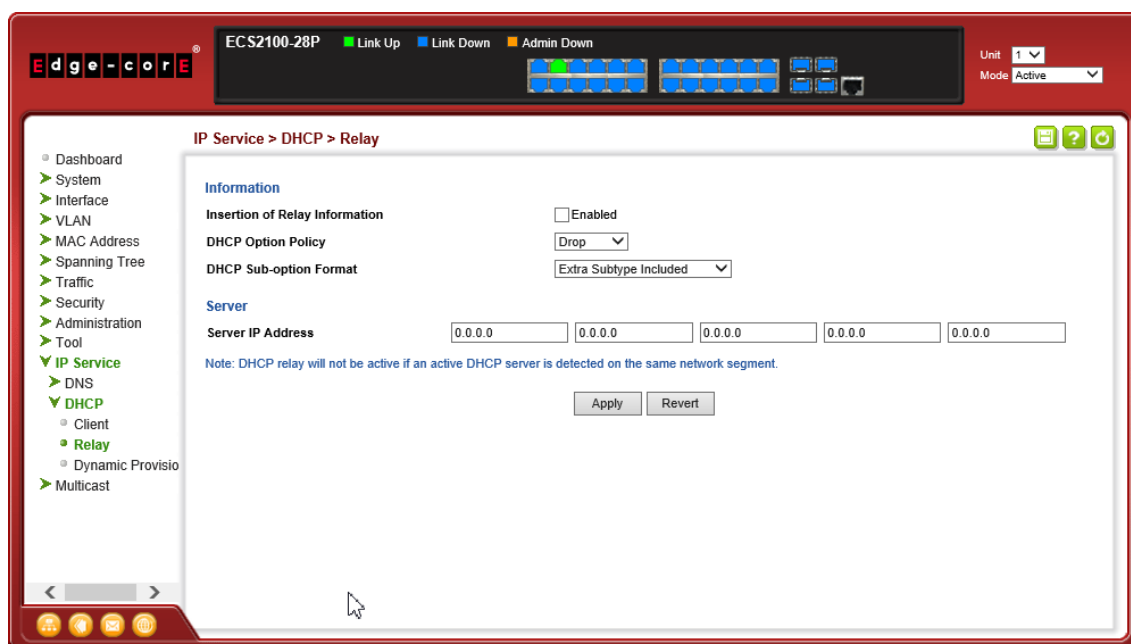 Edge-corE®
ECS2100-28P Link Up Link Down Admin Down
Unit 1
Mode Active
IP Service > DHCP > Relay
?
Dashboard
System
Interface
VLAN
MAC Address
Spanning Tree
Traffic
Security
Administration
Tool
IP Service
DNS
DHCP
Client
Relay
Dynamic Provisio
Multicast
Information
Insertion of Relay Information Enabled
DHCP Option Policy Drop
DHCP Sub-option Format Extra Subtype Included
Server
Server IP Address 0.0.0.0 0.0.0.0 0.0.0.0 0.0.0.0 0.0.0.0
Note: DHCP relay will not be active if an active DHCP server is detected on the same network segment.
Apply Revert